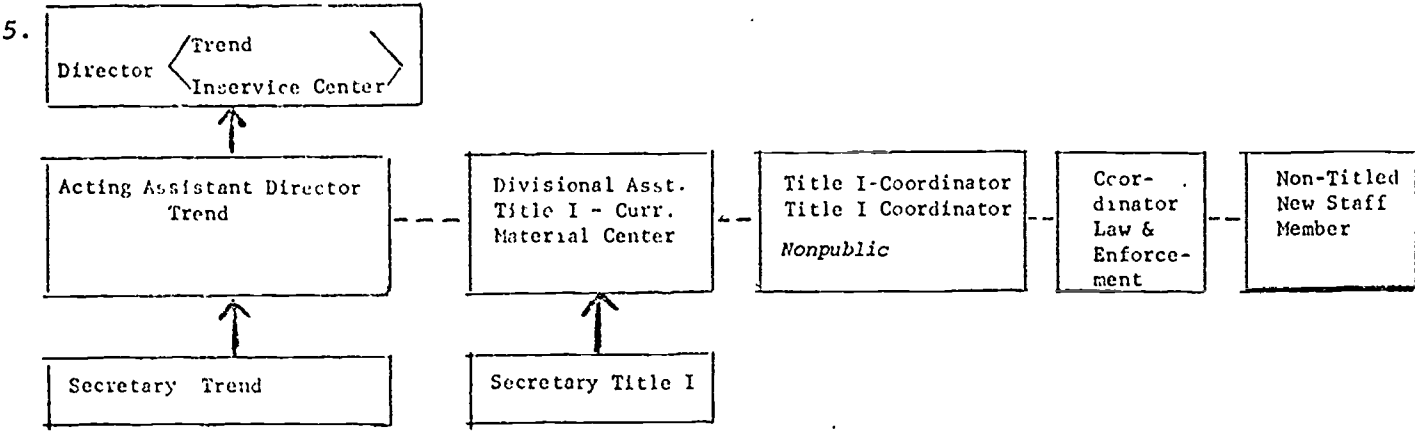 5.
Trend
Director
Inservice Center
Acting Assistant Director
Trend
Divisional Asst.
Title I - Curr.
Material Center
Title I-Coordinator
Title I Coordinator
Nonpublic
Coor-
dinator
Law &
Enforce-
ment
Non-Titled
New Staff
Member
Secretary Trend
Secretary Title I